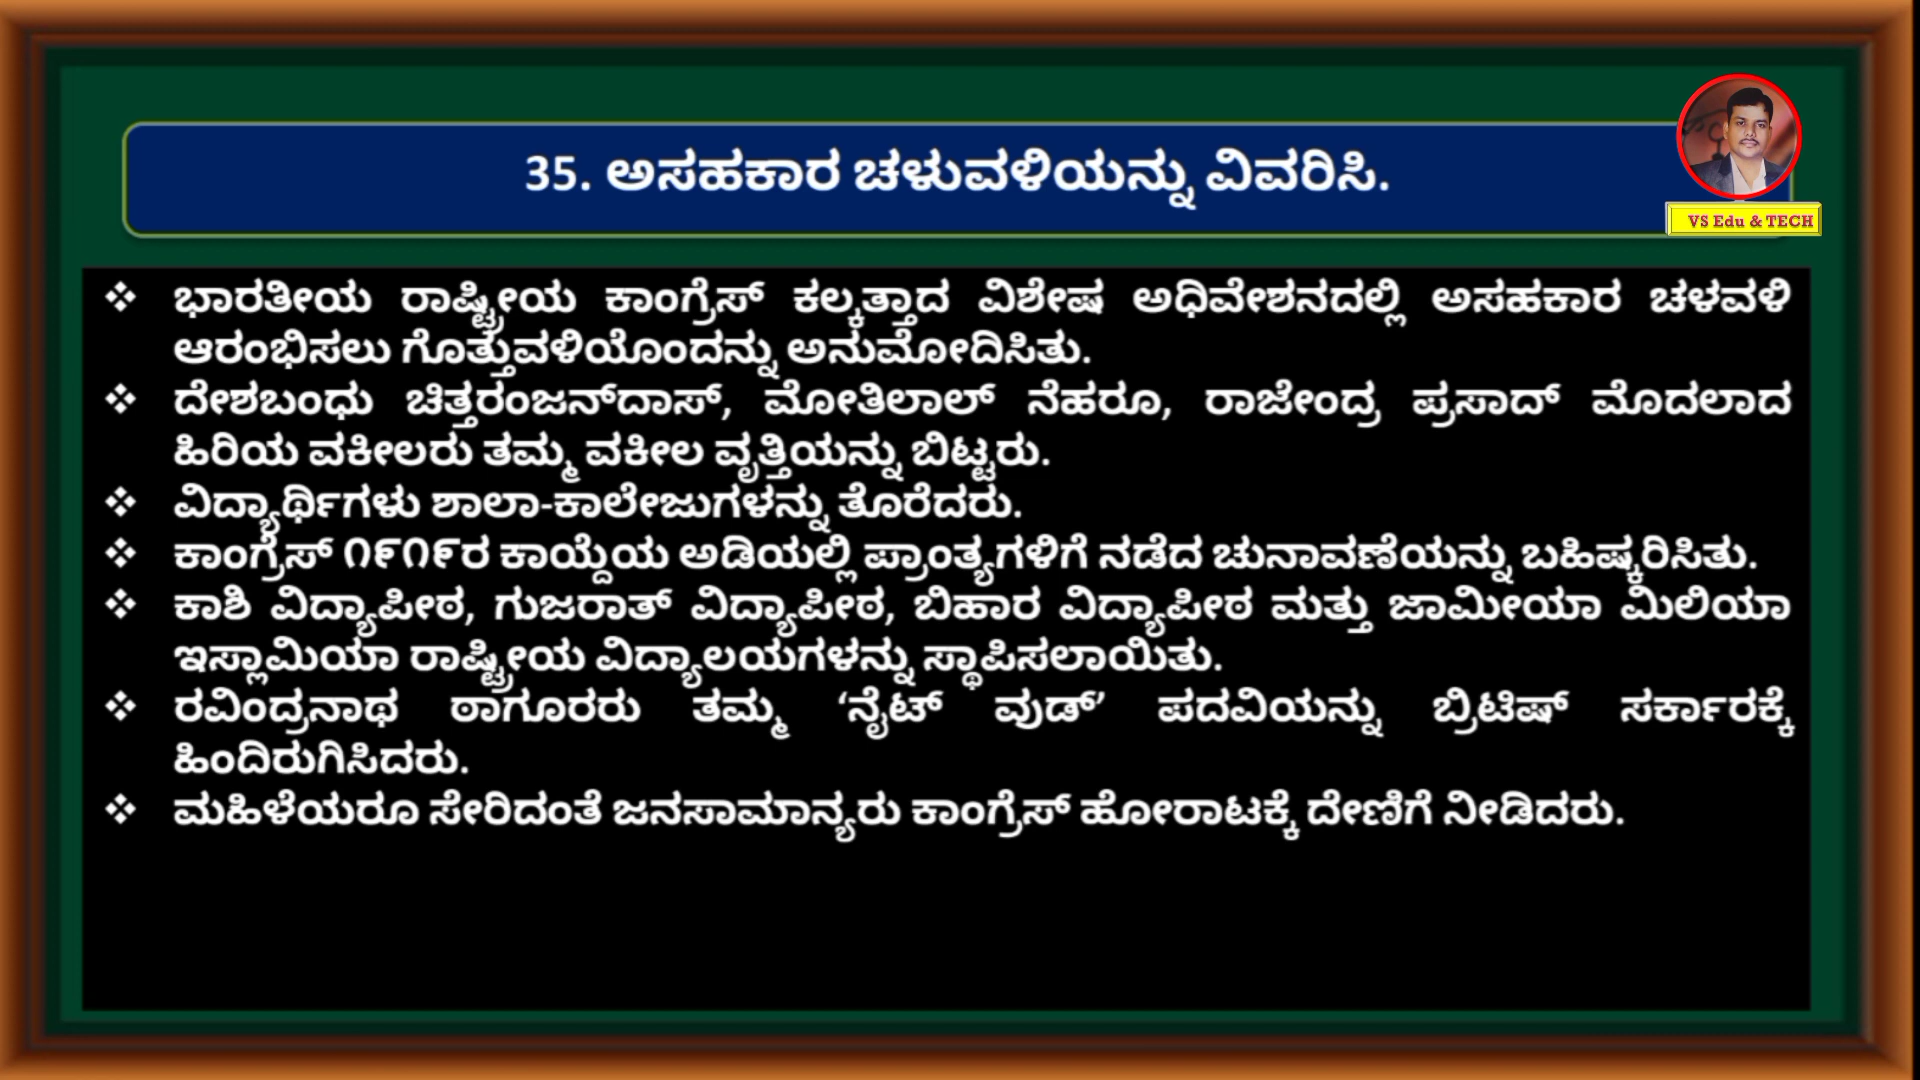 35. ಅಸಹಕಾರ ಚಳುವಳಿಯನ್ನು ವಿವರಿಸಿ.
VS Edu & TECH
❖ ಭಾರತೀಯ ರಾಷ್ಟ್ರೀಯ ಕಾಂಗ್ರೆಸ್ ಕಲ್ಕತ್ತಾದ ವಿಶೇಷ ಅಧಿವೇಶನದಲ್ಲಿ ಅಸಹಕಾರ ಚಳವಳಿ
ಆರಂಭಿಸಲು ಗೊತ್ತುವಳಿಯೊಂದನ್ನು ಅನುಮೋದಿಸಿತು.
❖ ದೇಶಬಂಧು ಚಿತ್ತರಂಜನ್‌ದಾಸ್, ಮೋತಿಲಾಲ್ ನೆಹರೂ, ರಾಜೇಂದ್ರ ಪ್ರಸಾದ್ ಮೊದಲಾದ
ಹಿರಿಯ ವಕೀಲರು ತಮ್ಮ ವಕೀಲ ವೃತ್ತಿಯನ್ನು ಬಿಟ್ಟರು.
❖ ವಿದ್ಯಾರ್ಥಿಗಳು ಶಾಲಾ-ಕಾಲೇಜುಗಳನ್ನು ತೊರೆದರು.
❖ ಕಾಂಗ್ರೆಸ್ ೧೯೧೯ರ ಕಾಯ್ದೆಯ ಅಡಿಯಲ್ಲಿ ಪ್ರಾಂತ್ಯಗಳಿಗೆ ನಡೆದ ಚುನಾವಣೆಯನ್ನು ಬಹಿಷ್ಕರಿಸಿತು.
❖ ಕಾಶಿ ವಿದ್ಯಾಪೀಠ, ಗುಜರಾತ್ ವಿದ್ಯಾಪೀಠ, ಬಿಹಾರ ವಿದ್ಯಾಪೀಠ ಮತ್ತು ಜಾಮೀಯಾ ಮಿಲಿಯಾ
ಇಸ್ಲಾಮಿಯಾ ರಾಷ್ಟ್ರೀಯ ವಿದ್ಯಾಲಯಗಳನ್ನು ಸ್ಥಾಪಿಸಲಾಯಿತು.
❖ ರವಿಂದ್ರನಾಥ ಠಾಗೂರರು ತಮ್ಮ ‘ನೈಟ್ ವುಡ್’ ಪದವಿಯನ್ನು ಬ್ರಿಟಿಷ್ ಸರ್ಕಾರಕ್ಕೆ
ಹಿಂದಿರುಗಿಸಿದರು.
❖ ಮಹಿಳೆಯರೂ ಸೇರಿದಂತೆ ಜನಸಾಮಾನ್ಯರು ಕಾಂಗ್ರೆಸ್ ಹೋರಾಟಕ್ಕೆ ದೇಣಿಗೆ ನೀಡಿದರು.